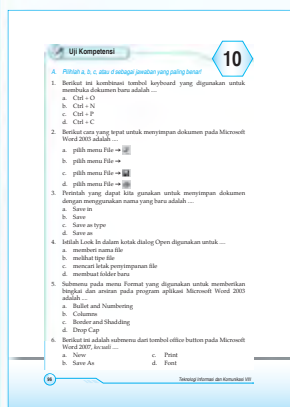 Uji Kompetensi
10
A. Pilihlah a, b, c, atau d sebagai jawaban yang paling benar!
1. Berikut ini kombinasi tombol keyboard yang digunakan untuk
membuka dokumen baru adalah ....
a. Ctrl + O
b. Ctrl + N
c. Ctrl + P
d. Ctrl + C
2. Berikut cara yang tepat untuk menyimpan dokumen pada Microsoft
Word 2003 adalah ....
a. pilih menu File →
b. pilih menu File →
c. pilih menu File →
d. pilih menu File →
3. Perintah yang dapat kita gunakan untuk menyimpan dokumen
dengan menggunakan nama yang baru adalah ....
a. Save in
b. Save
c. Save as type
d. Save as
4. Istilah Look In dalam kotak dialog Open digunakan untuk ....
a. memberi nama file
b. melihat tipe file
c. mencari letak penyimpanan file
d. membuat folder baru
5. Submenu pada menu Format yang digunakan untuk memberikan
bingkai dan arsiran pada program aplikasi Microsoft Word 2003
adalah ....
a. Bullet and Numbering
b. Columns
c. Border and Shadding
d. Drop Cap
6. Berikut ini adalah submenu dari tombol office button pada Microsoft
Word 2007, kecuali ....
a. New c. Print
b. Save As d. Font
Teknologi Informasi dan Komunikasi VIII